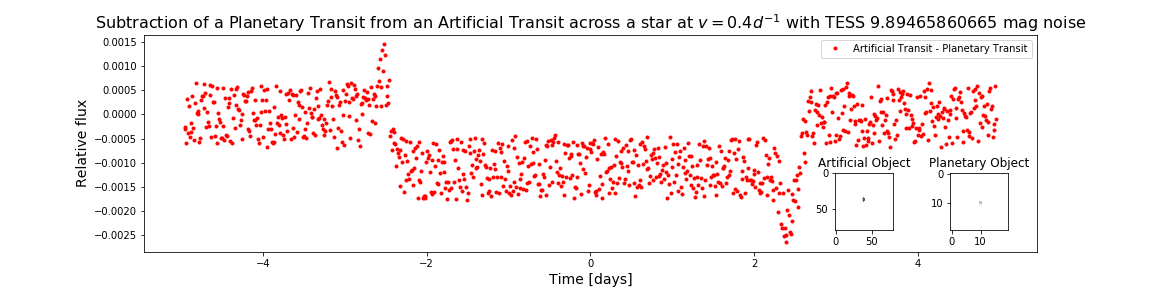 Subtraction of a Planetary Transit from an Artificial Transit across a star at v = 0.4d⁻¹ with TESS 9.89465860665 mag noise
Relative flux
0.0015
0.0010
0.0005
0.0000
−0.0005
−0.0010
−0.0015
−0.0020
−0.0025
Artificial Transit - Planetary Transit
Artificial Object
0
50
0 50
Planetary Object
0
10
0 10
−4 −2 0 2 4
Time [days]